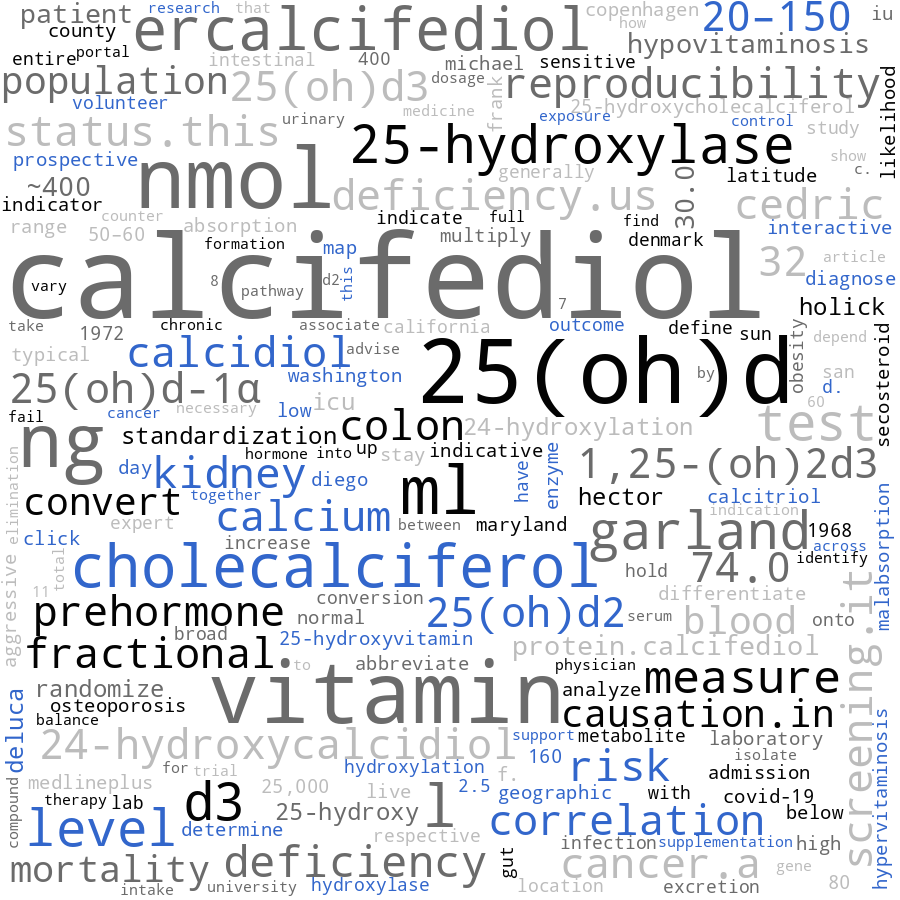 patient
research
that
ercalcifediol
copenhagen
how
20–150
iu
county
hypovitaminosis
entire
portal
intestinal
400
michael
sensitive
population
25(oh)d3
dosage
frank
reproducibility
likelihood
volunteer
urinary
medicine
25-hydroxycholecalciferol
exposure
control
status.this
25-hydroxylase
study
prospective
nmol
generally
show
c.
~400
deficiency.us
30.0
latitude
indicator
cedric
range
counter
50–60
absorption
indicate
full
find
interactive
formation
map
multiply
denmark
calcifediol
32
article
vary
8
pathway
d2
this
diagnose
7
holick
take
1972
chronic
associate
california
outcome
define
sun
obesity
depend
secosteroid
typical
calcidiol
advise
25(oh)d
by
san
25(oh)d-1α
washington
d.
fail
cancer
necessary
low
icu
60
ng
standardization
colon
24-hydroxylation
test
hormone
into
up
stay
indicative
elimination
day
kidney
diego
have
enzyme
1,25-(oh)2d3
convert
together
ml
hector
calcitriol
malabsorption
expert
calcium
between
maryland
indication
garland
1968
click
increase
across
identify
aggressive
total
cholecalciferol
hold
74.0
screening.it
11
conversion
differentiate
prehormone
normal
25(oh)d2
serum
blood
onto
broad
25-hydroxyvitamin
protein.calcifediol
fractional
to
abbreviate
physician
randomize
vitamin
analyze
measure
osteoporosis
causation.in
balance
deluca
24-hydroxycalcidiol
support
metabolite
laboratory
for
trial
hydroxylation
f.
160
risk
isolate
admission
hypervitaminosis
medlineplus
25,000
live
2.5
geographic
with
covid-19
compound
therapy
lab
d3
25-hydroxy
l
below
level
determine
respective
correlation
infection
supplementation
high
mortality
deficiency
gut
cancer.a
gene
intake
university
hydroxylase
location
excretion
80